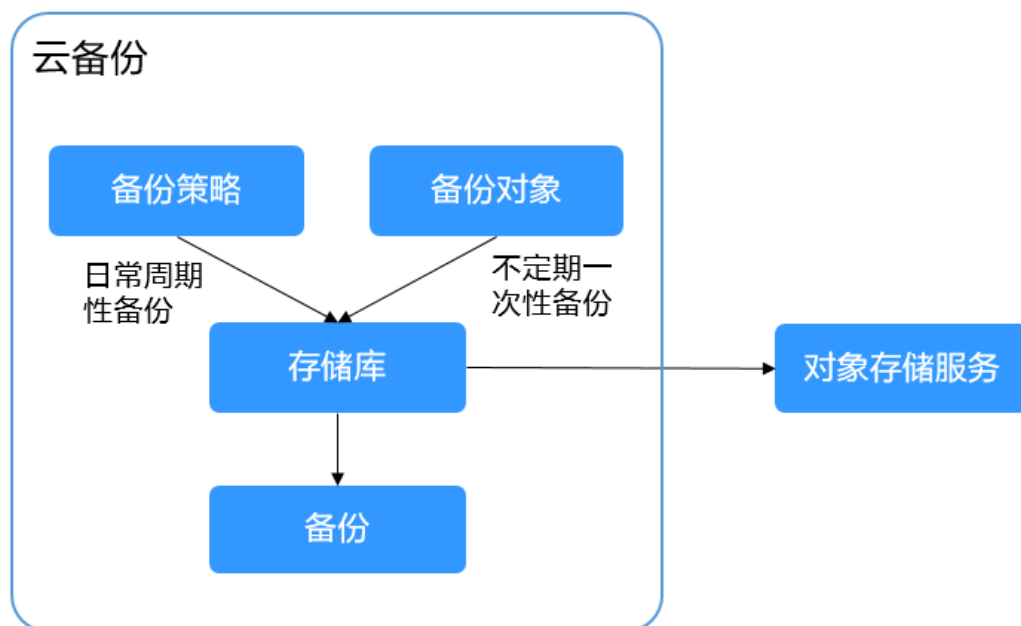 云备份
备份策略
备份对象
日常周期
性备份
不定期一
次性备份
存储库
对象存储服务
备份